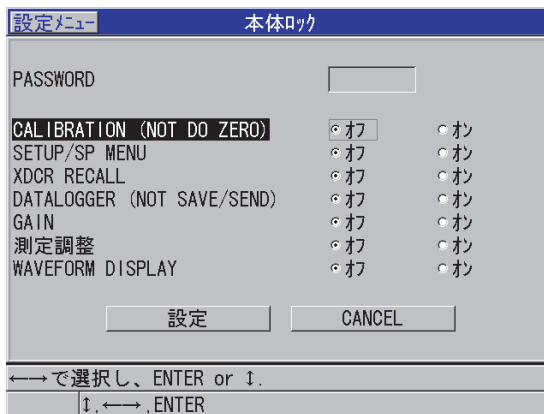 設定ﾒﾆｭｰ 本体ﾛｯｸ
PASSWORD
CALIBRATION (NOT DO ZERO) ｵﾌ ｵﾝ
SETUP/SP MENU ｵﾌ ｵﾝ
XDCR RECALL ｵﾌ ｵﾝ
DATALOGGER (NOT SAVE/SEND) ｵﾌ ｵﾝ
GAIN ｵﾌ ｵﾝ
測定調整 ｵﾌ ｵﾝ
WAVEFORM DISPLAY ｵﾌ ｵﾝ
設定 CANCEL
←→で選択し、ENTER or ↕.
↕,←→,ENTER